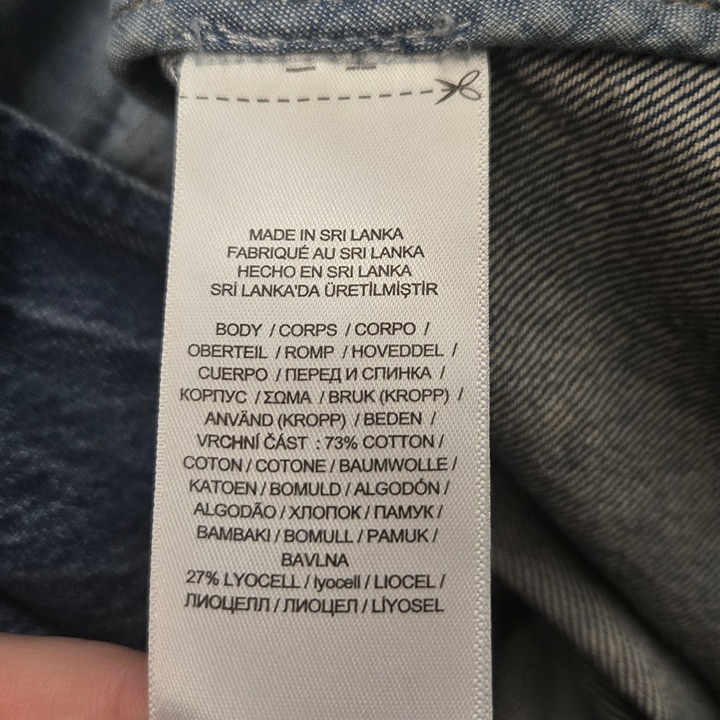 MADE IN SRI LANKA
FABRIQUÉ AU SRI LANKA
HECHO EN SRI LANKA
SRİ LANKA'DA ÜRETİLMİŞTİR
BODY / CORPS / CORPO /
OBERTEIL / ROMP / HOVEDDEL /
CUERPO / ПЕРЕД И СПИНКА /
КОРПУС / ΣΩΜΑ / BRUK (KROPP) /
ANVÄND (KROPP) / BEDEN /
VRCHNÍ ČÁST : 73% COTTON /
COTON / COTONE / BAUMWOLLE /
KATOEN / BOMULD / ALGODÓN /
ALGODÃO / ХЛОПОК / ПАМУК /
BAMBAKI / BOMULL / PAMUK /
BAVLNA
27% LYOCELL / lyocell / LIOCEL /
ЛИОЦЕЛЛ / ЛИОЦЕЛ / LİYOSEL